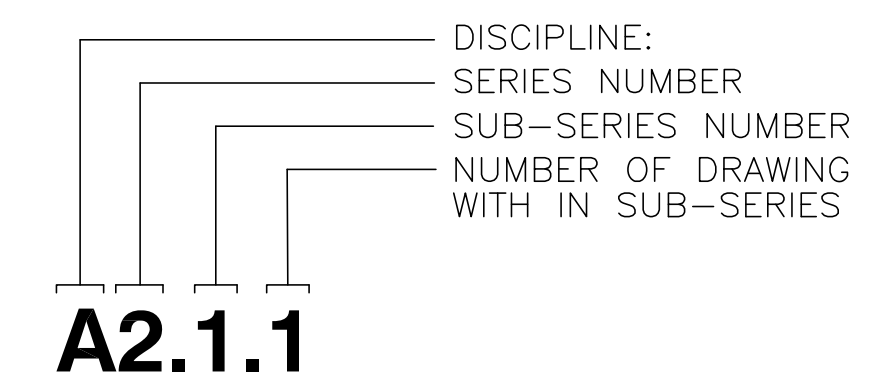 DISCIPLINE:
SERIES NUMBER
SUB-SERIES NUMBER
NUMBER OF DRAWING
WITH IN SUB-SERIES
A2.1.1